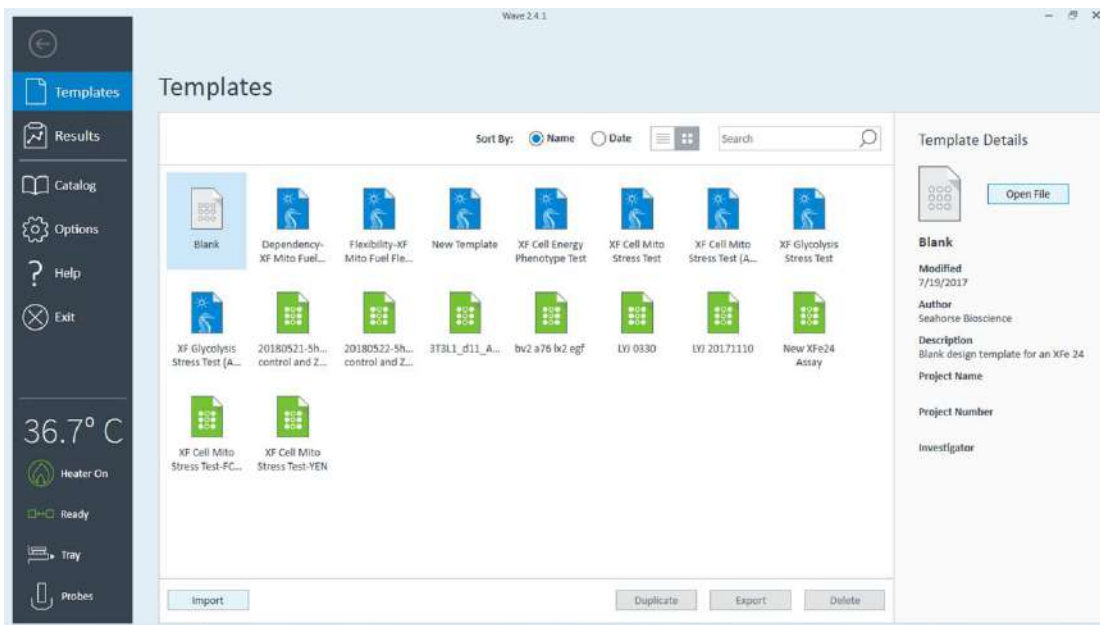 Wave 2.4.1
Templates
Results
Catalog
Options
Help
Exit
36.7° C
Heater On
Ready
Tray
Probes
Templates
Sort By: Name Date Search
Blank
Dependency-
XF Mito Fuel...
Flexibility-XF
Mito Fuel Fle...
New Template
XF Cell Energy
Phenotype Test
XF Cell Mito
Stress Test
XF Cell Mito
Stress Test (A...
XF Glycolysis
Stress Test
XF Glycolysis
Stress Test (A...
20180521-5h...
control and Z...
20180522-5h...
control and Z...
3T3L1_d11_A...
bv2 a76 lx2 egf
LYJ 0330
LYJ 20171110
New XFe24
Assay
XF Cell Mito
Stress Test-FC...
XF Cell Mito
Stress Test-YEN
Import
Duplicate
Export
Delete
Template Details
Open File
Blank
Modified
7/19/2017
Author
Seahorse Bioscience
Description
Blank design template for an XFe 24
Project Name
Project Number
Investigator